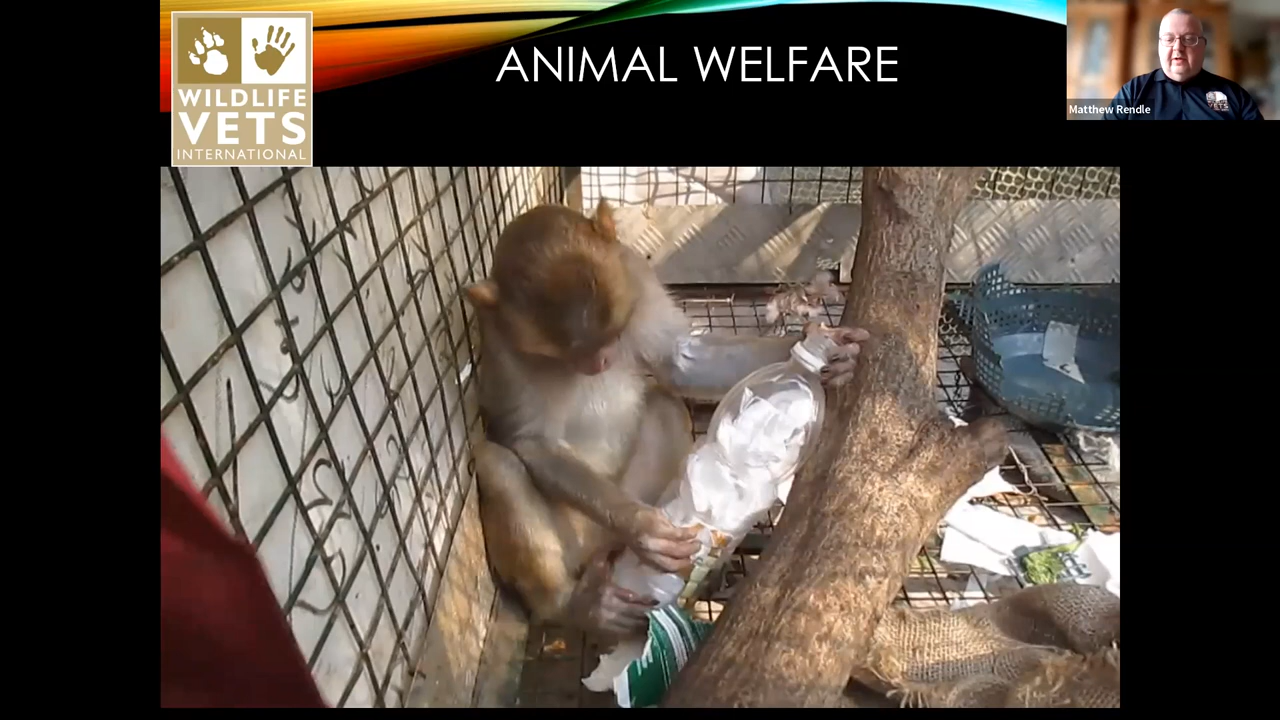 ANIMAL WELFARE
WILDLIFE
VETS
INTERNATIONAL
Matthew Rendle